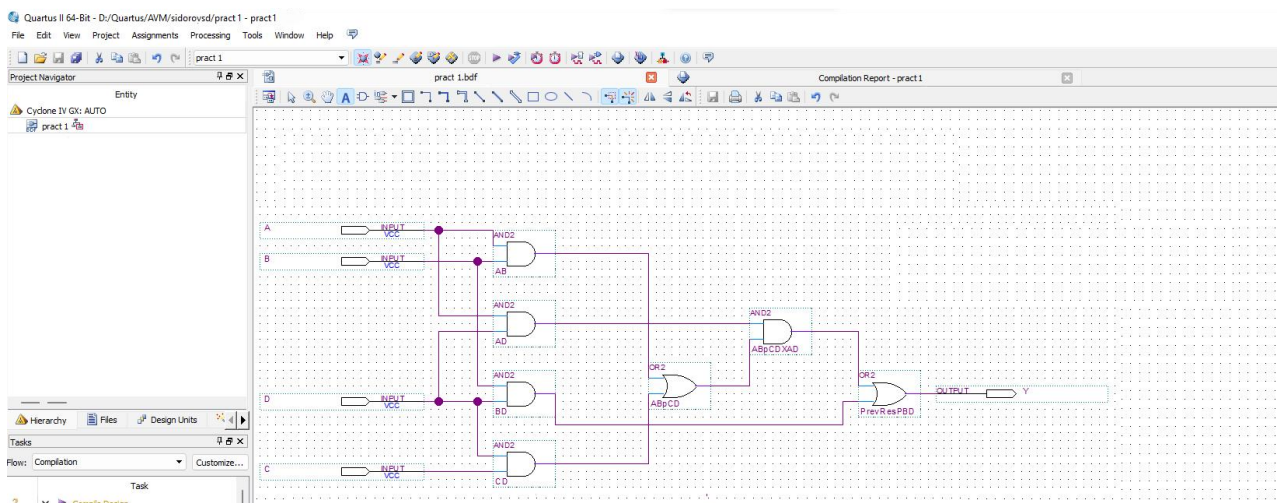 Quartus II 64-Bit - D:/Quartus/AVM/sidorovsd/pract 1 - pract1
File Edit View Project Assignments Processing Tools Window Help
pract 1
Project Navigator
pract 1.bdf
Compilation Report - pract1
Entity
Cyclone IV GX: AUTO
pract 1
A
INPUT
VCC
AND2
AB
B
INPUT
VCC
AND2
AD
AND2
ABpCDXAD
OR2
ABpCD
AND2
BD
OR2
PrevResPBD
OUTPUT
Y
D
INPUT
VCC
AND2
CD
C
INPUT
VCC
Hierarchy Files Design Units
Tasks
Flow: Compilation Customize...
Task